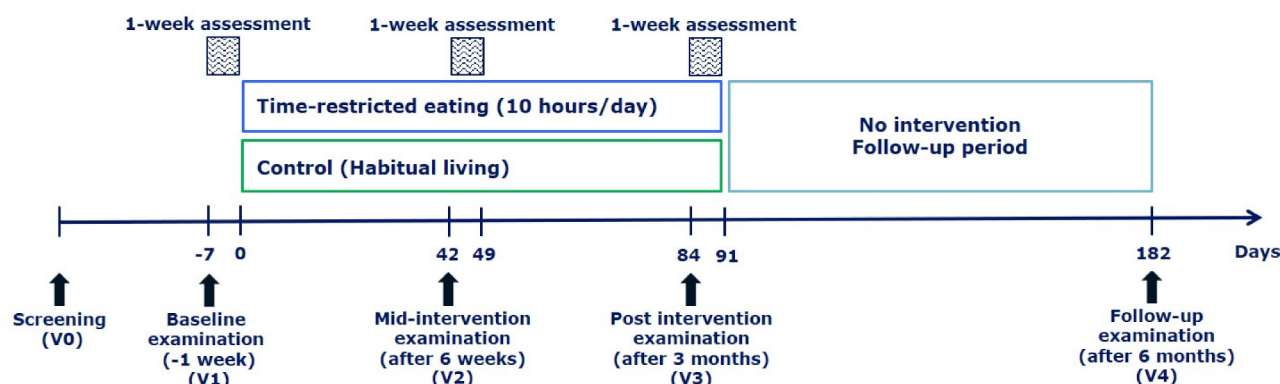 1-week assessment
1-week assessment
1-week assessment
Time-restricted eating (10 hours/day)
Control (Habitual living)
No intervention
Follow-up period
-7
0
42
49
84
91
182
Days
Screening
(V0)
Baseline
examination
(-1 week)
(V1)
Mid-intervention
examination
(after 6 weeks)
(V2)
Post intervention
examination
(after 3 months)
(V3)
Follow-up
examination
(after 6 months)
(V4)